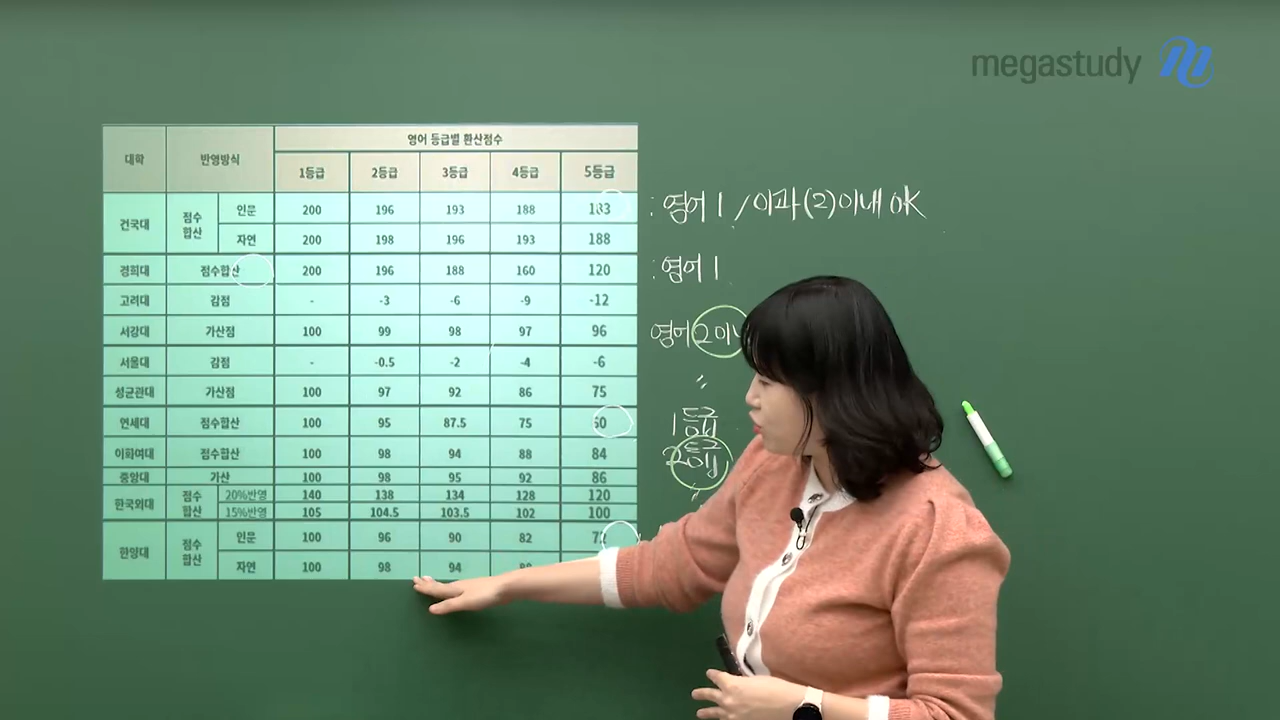 megastudy
대학 반영방식 영어 등급별 환산점수
1등급 2등급 3등급 4등급 5등급
건국대 점수합산 인문 200 196 193 188 183
자연 200 198 196 193 188
: 영어 1 / 이과 (2) 이내 OK
경희대 점수합산 200 196 188 160 120
: 영어 1
고려대 감점 - -3 -6 -9 -12
서강대 가산점 100 99 98 97 96
영어 2이내
서울대 감점 - -0.5 -2 -4 -6
〃
성균관대 가산점 100 97 92 86 75
연세대 점수합산 100 95 87.5 75 60
1등급
이화여대 점수합산 100 98 94 88 84
2등급
중앙대 가산 100 98 95 92 86
한국외대 점수합산 20%반영 140 138 134 128 120
15%반영 105 104.5 103.5 102 100
한양대 점수합산 인문 100 96 90 82 72
자연 100 98 94